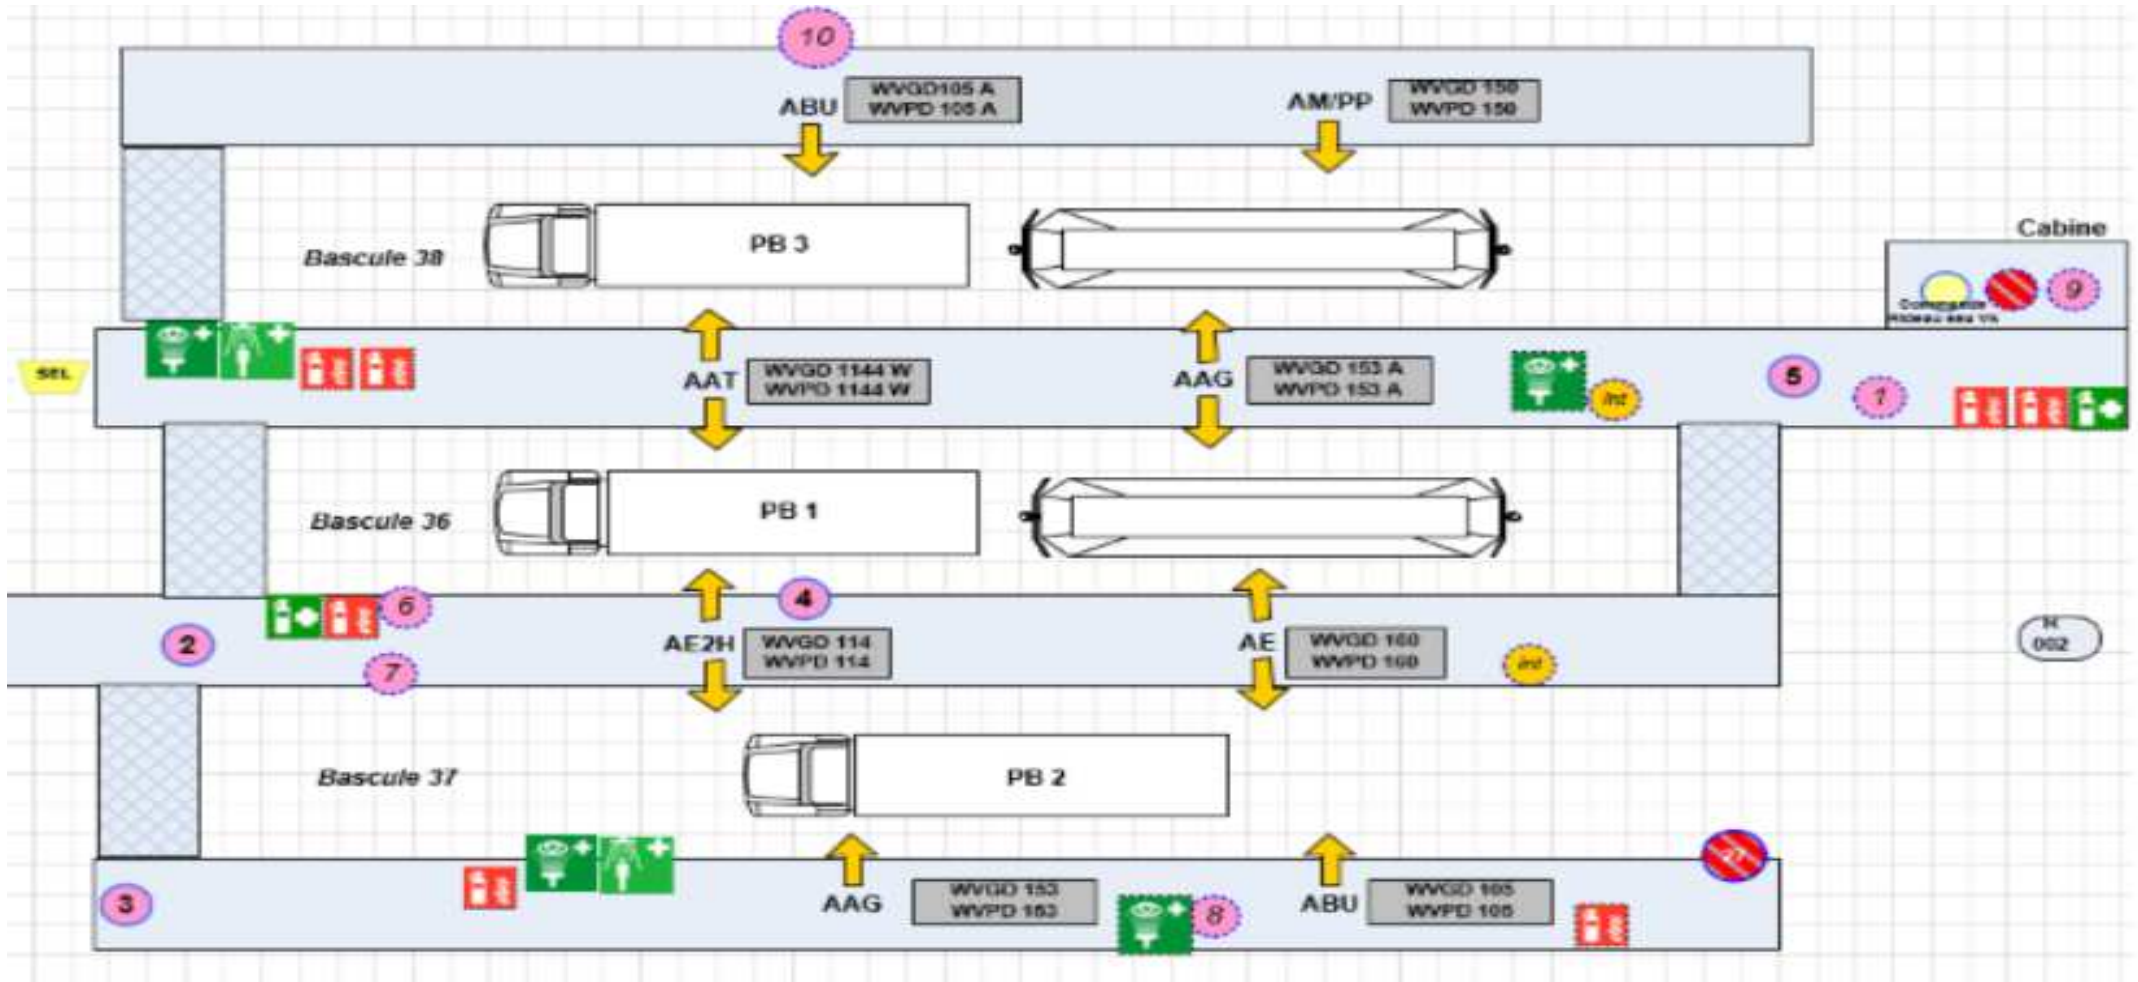 10
ABU
WVGD105 A
WVPD 105 A
AM/PP
WVGD 150
WVPD 150
Bascule 38
PB 3
Cabine
9
SEL
AAT
WVGD 1144 W
WVPD 1144 W
AAG
WVGD 153 A
WVPD 153 A
int
5
1
Bascule 36
PB 1
6
4
2
7
AE2H
WVGD 114
WVPD 114
AE
WVGD 160
WVPD 160
int
N
002
Bascule 37
PB 2
3
AAG
WVGD 153
WVPD 153
8
ABU
WVGD 105
WVPD 105